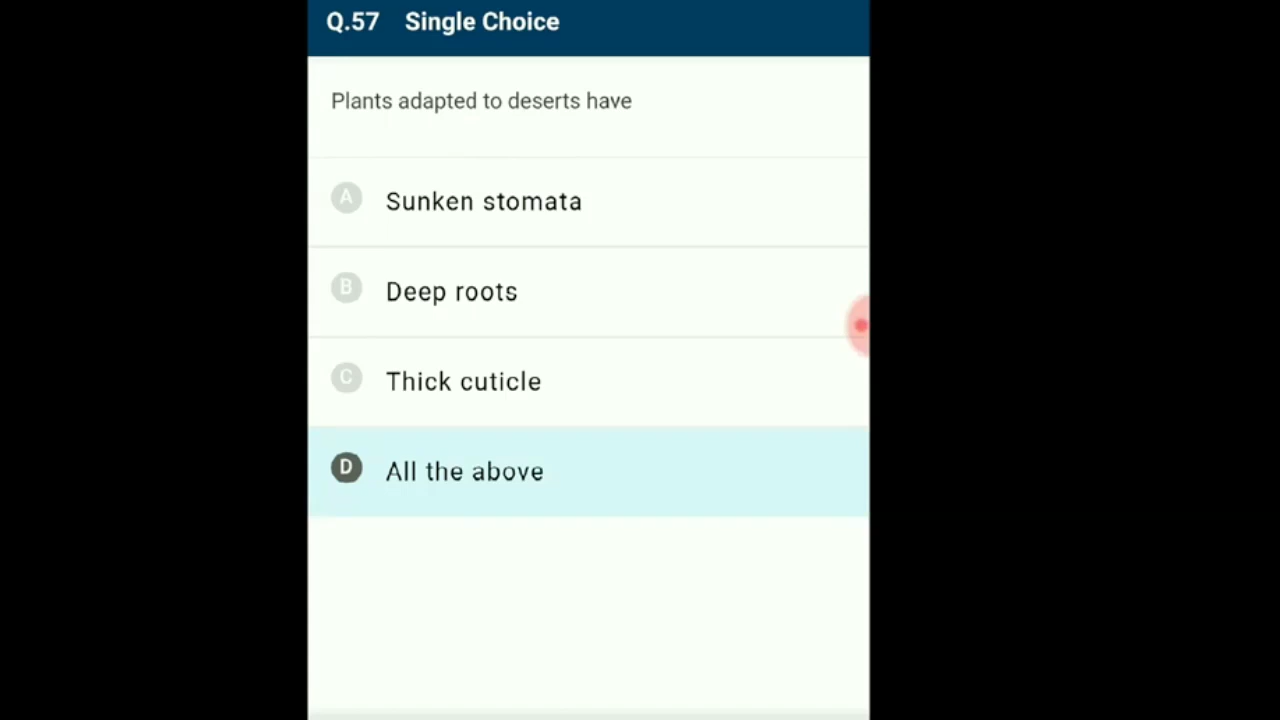 Q.57 Single Choice
Plants adapted to deserts have
A Sunken stomata
B Deep roots
C Thick cuticle
D All the above